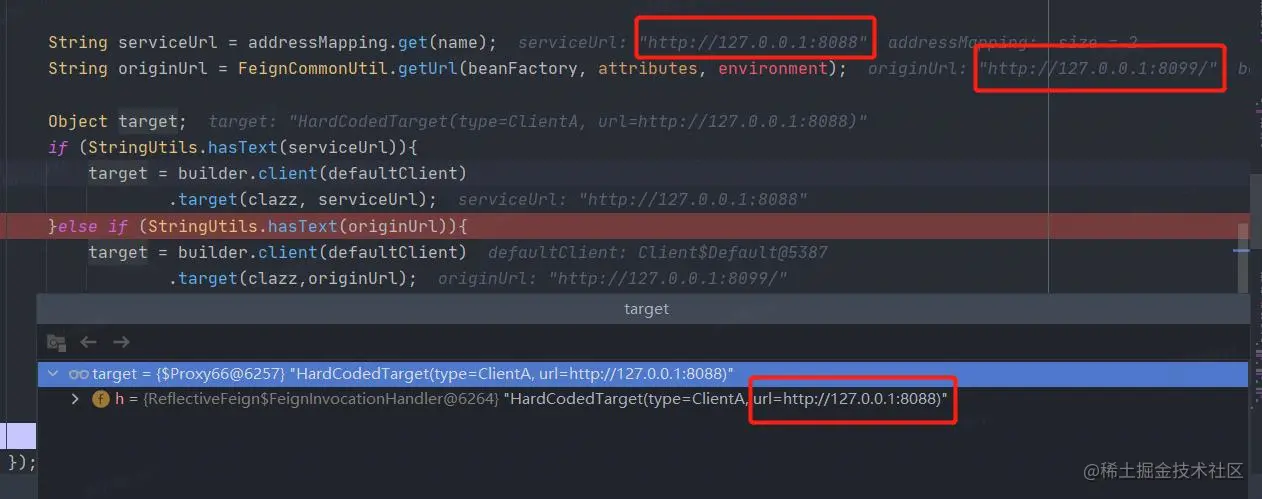 String serviceUrl = addressMapping.get(name); serviceUrl: "http://127.0.0.1:8088" addressMapping: size = 2
String originUrl = FeignCommonUtil.getUrl(beanFactory, attributes, environment); originUrl: "http://127.0.0.1:8099/" be
Object target; target: "HardCodedTarget(type=ClientA, url=http://127.0.0.1:8088)"
if (StringUtils.hasText(serviceUrl)){
target = builder.client(defaultClient)
.target(clazz, serviceUrl); serviceUrl: "http://127.0.0.1:8088"
}else if (StringUtils.hasText(originUrl)){
target = builder.client(defaultClient) defaultClient: Client$Default@5387
.target(clazz,originUrl); originUrl: "http://127.0.0.1:8099/"
target
target = {$Proxy66@6257} "HardCodedTarget(type=ClientA, url=http://127.0.0.1:8088)"
f h = {ReflectiveFeign$FeignInvocationHandler@6264} "HardCodedTarget(type=ClientA, url=http://127.0.0.1:8088)"
});
@稀土掘金技术社区